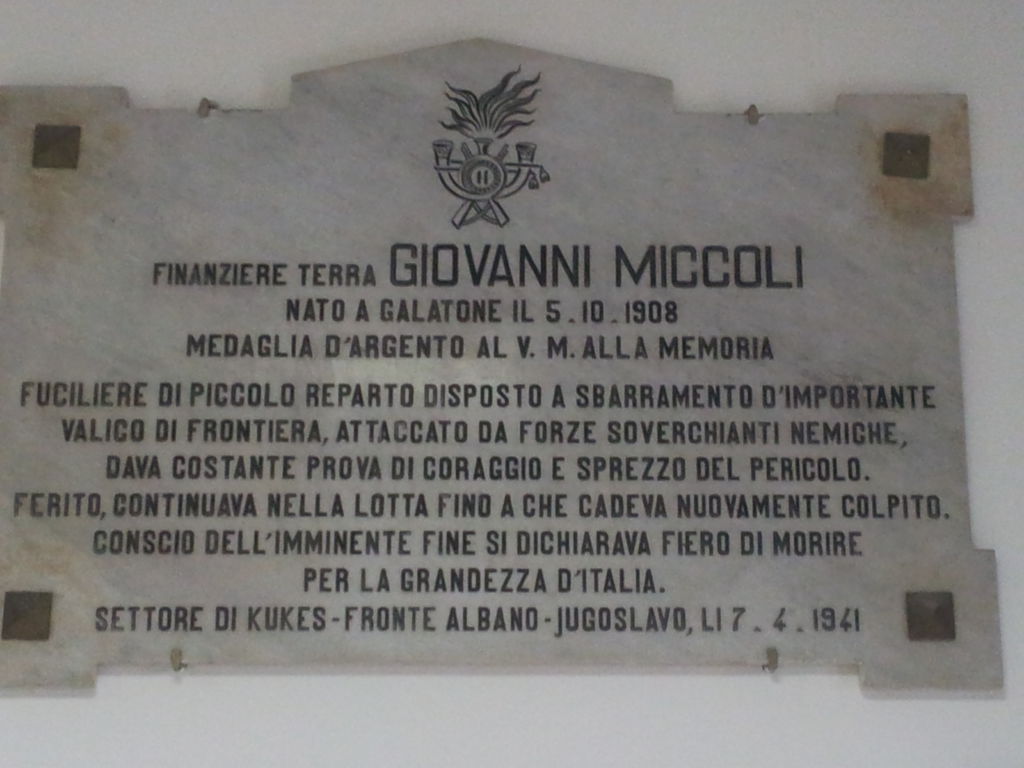 11
FINANZIERE TERRA GIOVANNI MICCOLI
NATO A GALATONE IL 5.10.1908
MEDAGLIA D'ARGENTO AL V. M. ALLA MEMORIA
FUCILIERE DI PICCOLO REPARTO DISPOSTO A SBARRAMENTO D'IMPORTANTE
VALICO DI FRONTIERA, ATTACCATO DA FORZE SOVERCHIANTI NEMICHE,
DAVA COSTANTE PROVA DI CORAGGIO E SPREZZO DEL PERICOLO.
FERITO, CONTINUAVA NELLA LOTTA FINO A CHE CADEVA NUOVAMENTE COLPITO.
CONSCIO DELL'IMMINENTE FINE SI DICHIARAVA FIERO DI MORIRE
PER LA GRANDEZZA D'ITALIA.
SETTORE DI KUKES-FRONTE ALBANO-JUGOSLAVO, LI 7.4.1941